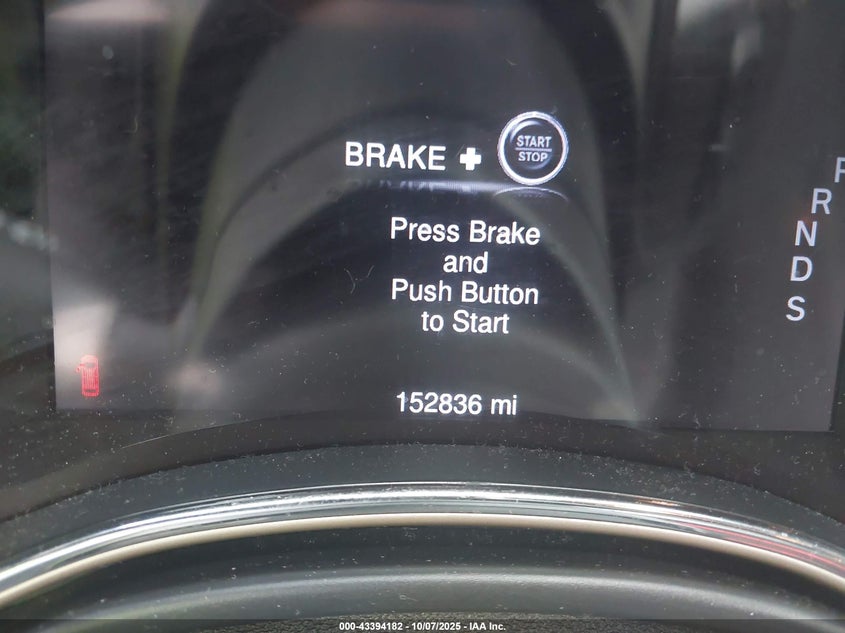 BRAKE + START STOP
Press Brake
and
Push Button
to Start
P
R
N
D
S
152836 mi
000-43394182 • 10/07/2025 • IAA Inc.